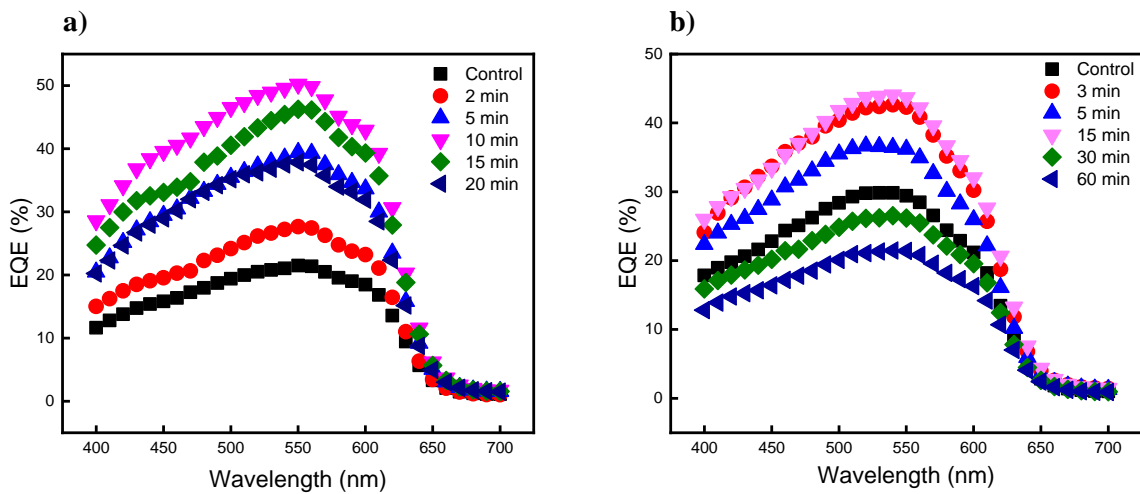 a)
EQE (%)
50
40
30
20
10
0
400 450 500 550 600 650 700
Wavelength (nm)
Control
2 min
5 min
10 min
15 min
20 min
b)
EQE (%)
50
40
30
20
10
0
400 450 500 550 600 650 700
Wavelength (nm)
Control
3 min
5 min
15 min
30 min
60 min